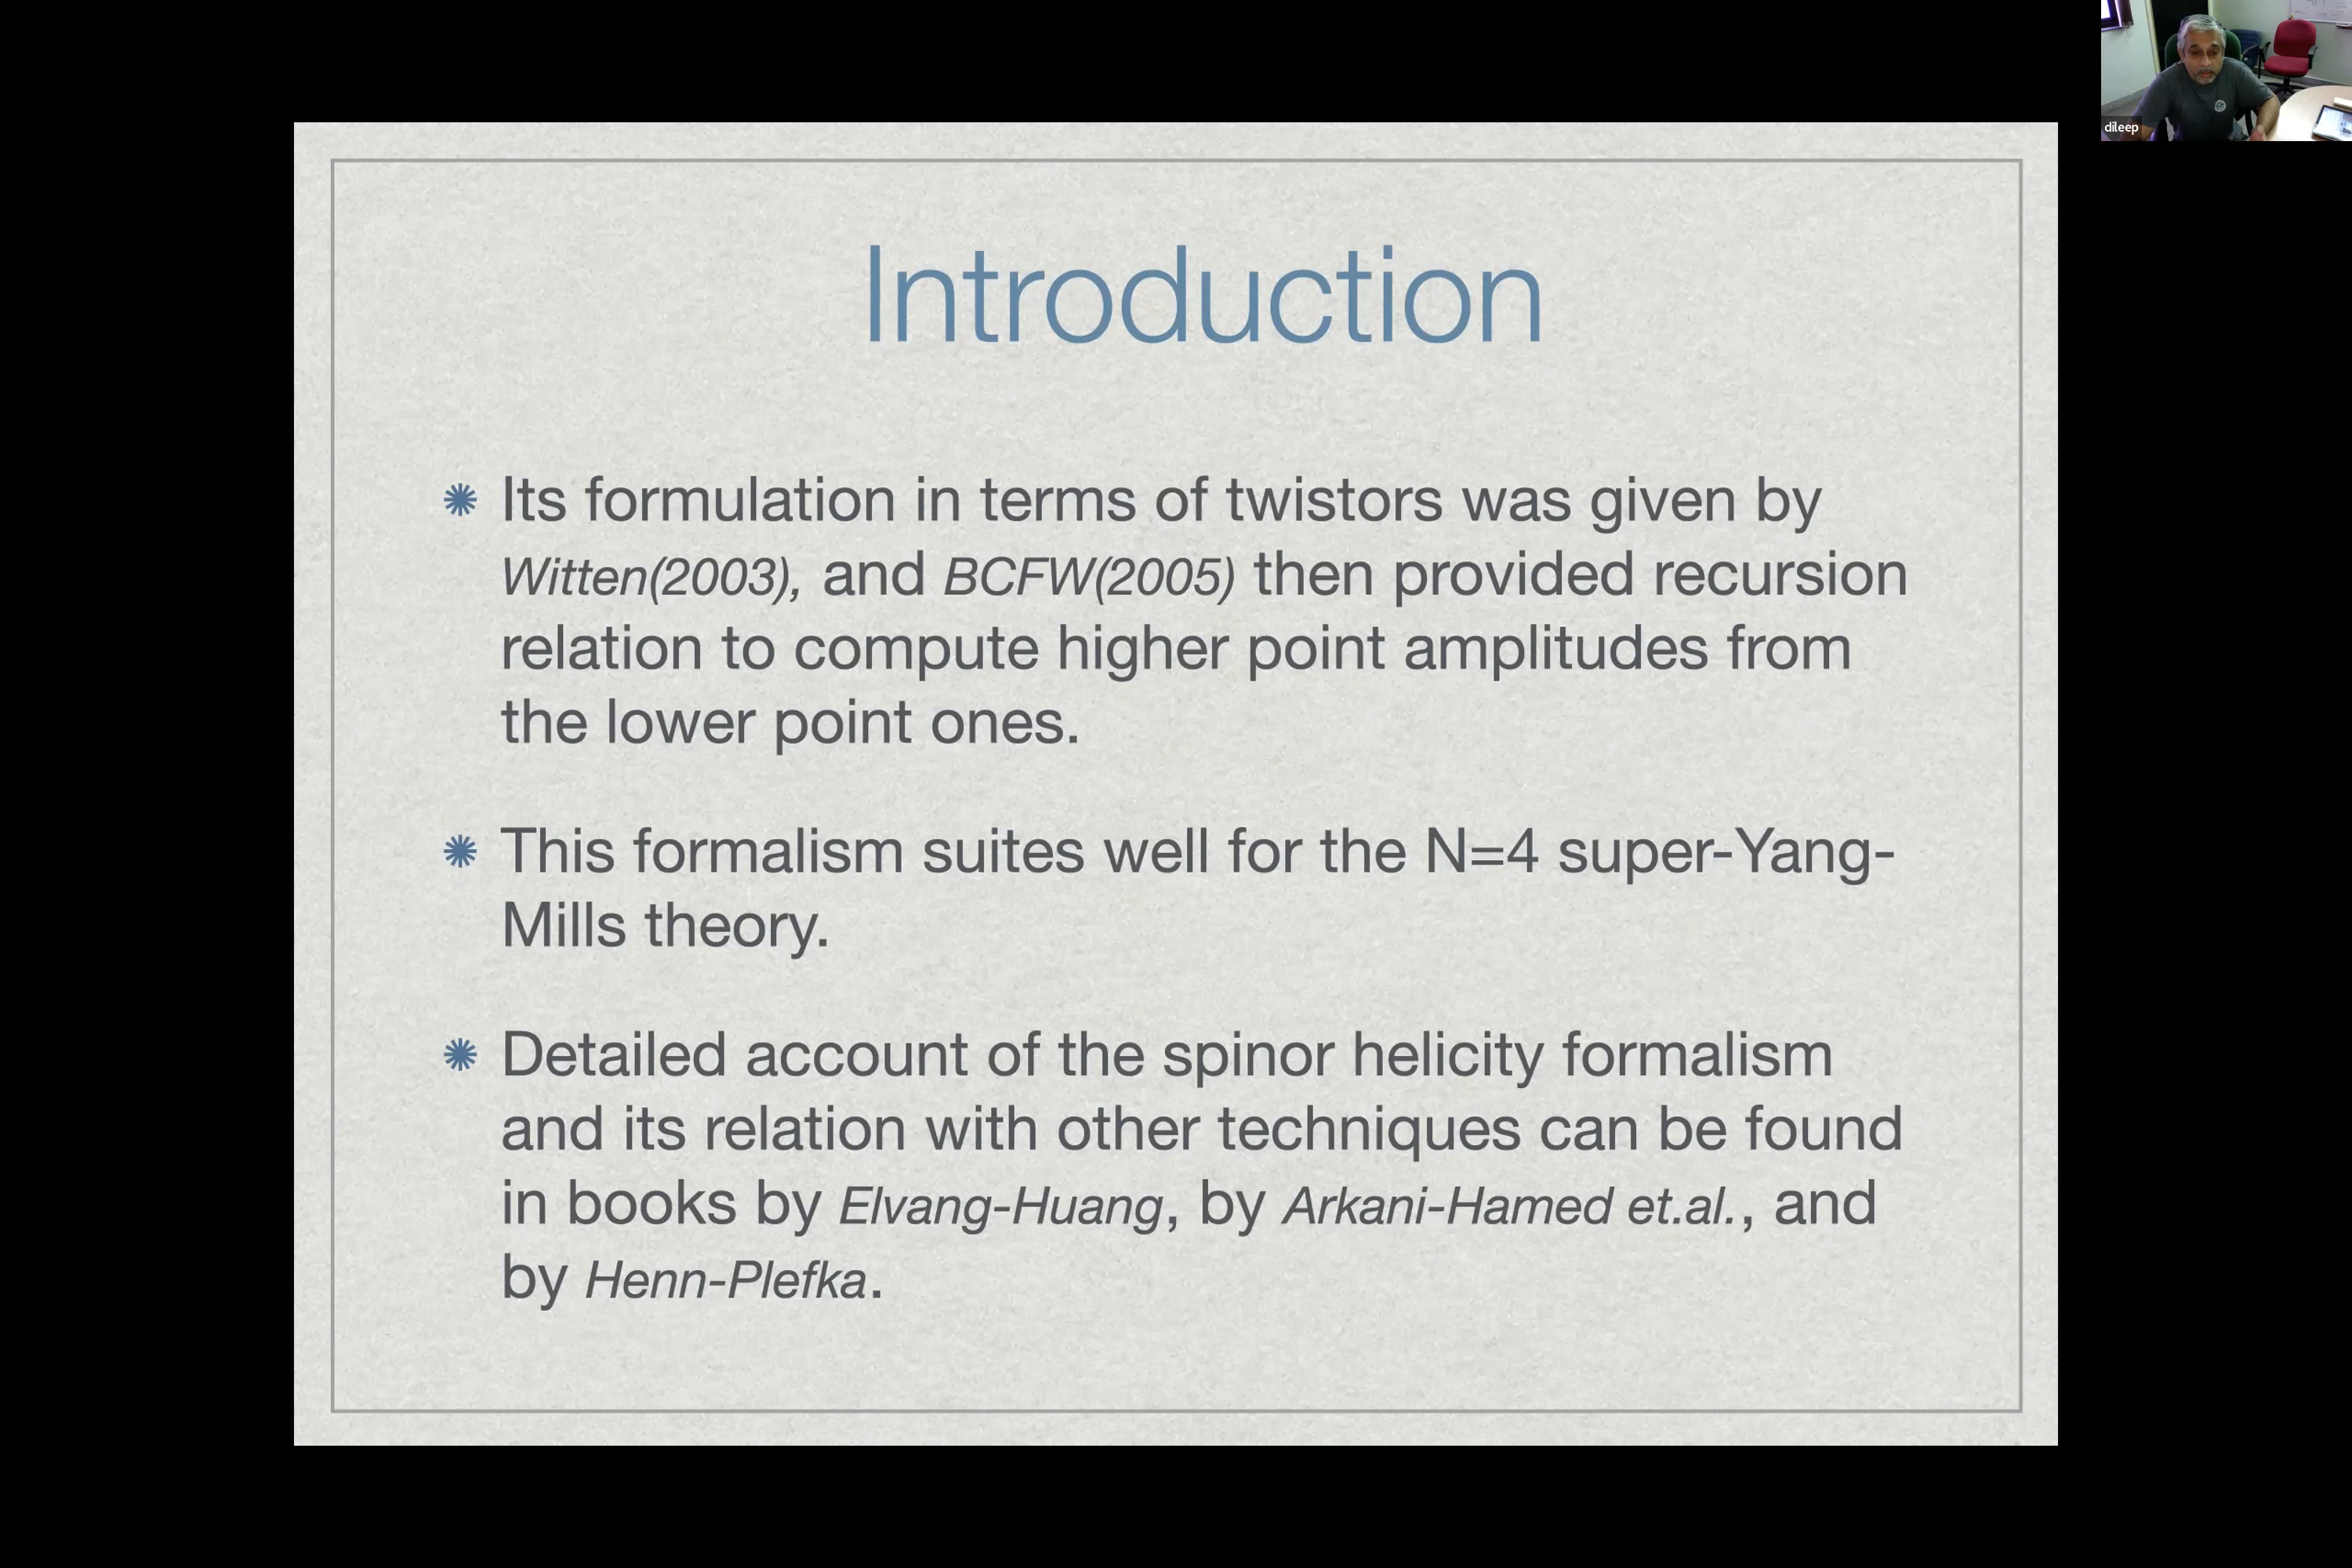 dileep
Introduction
Its formulation in terms of twistors was given by
Witten(2003), and BCFW(2005) then provided recursion
relation to compute higher point amplitudes from
the lower point ones.
This formalism suites well for the N=4 super-Yang-
Mills theory.
Detailed account of the spinor helicity formalism
and its relation with other techniques can be found
in books by Elvang-Huang, by Arkani-Hamed et.al., and
by Henn-Plefka.